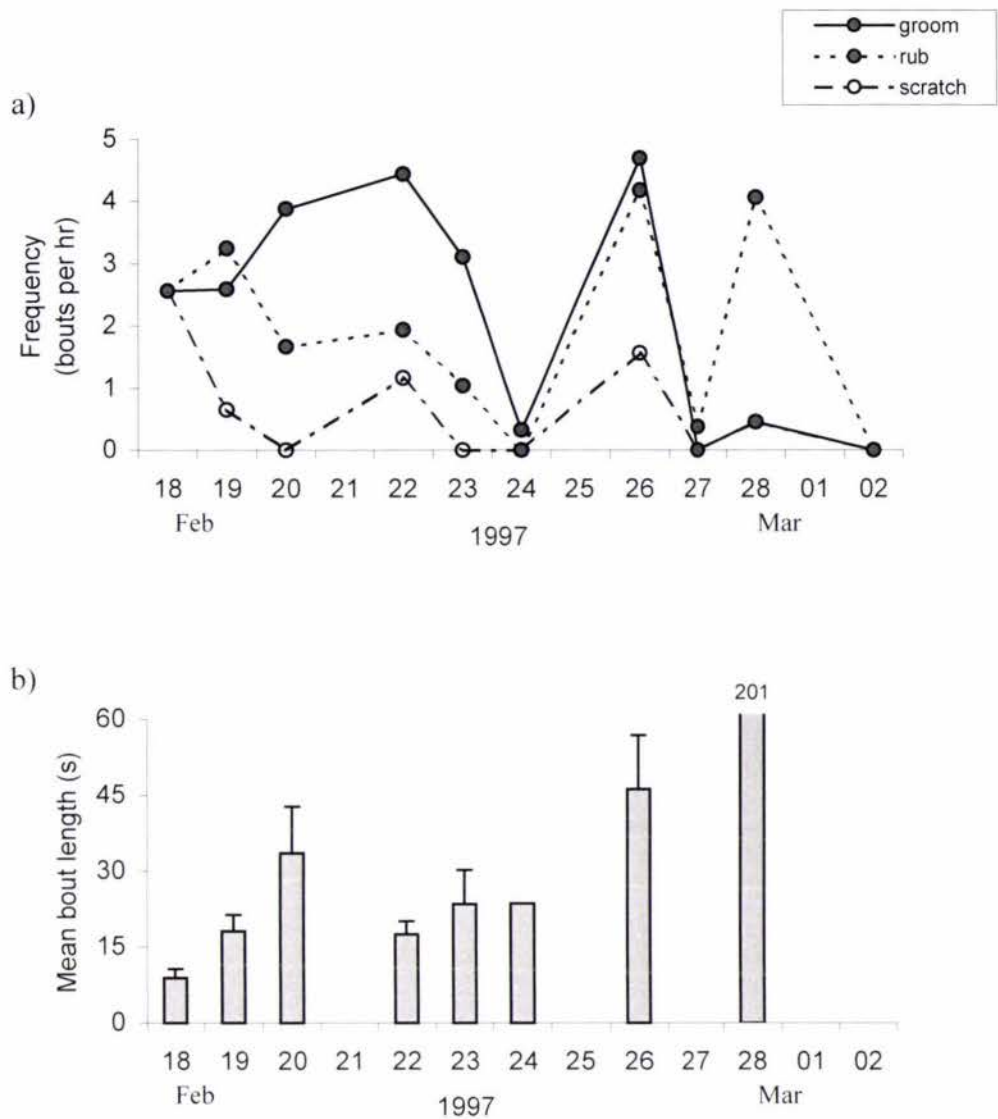 groom
rub
scratch
a)
5
4
3
2
1
0
Frequency
(bouts per hr)
18 19 20 21 22 23 24 25 26 27 28 01 02
Feb 1997 Mar
b)
201
60
45
30
15
0
Mean bout length (s)
18 19 20 21 22 23 24 25 26 27 28 01 02
Feb 1997 Mar